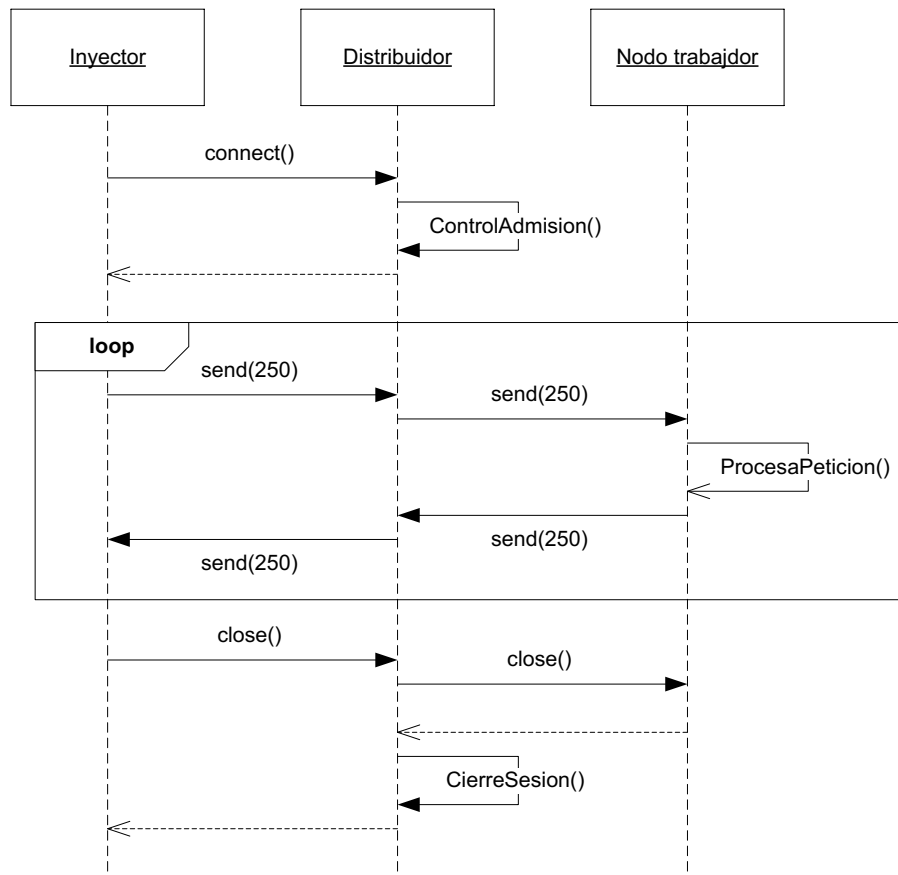 Inyector
Distribuidor
Nodo trabajdor
connect()
ControlAdmision()
loop
send(250)
send(250)
ProcesaPeticion()
send(250)
send(250)
close()
close()
CierreSesion()